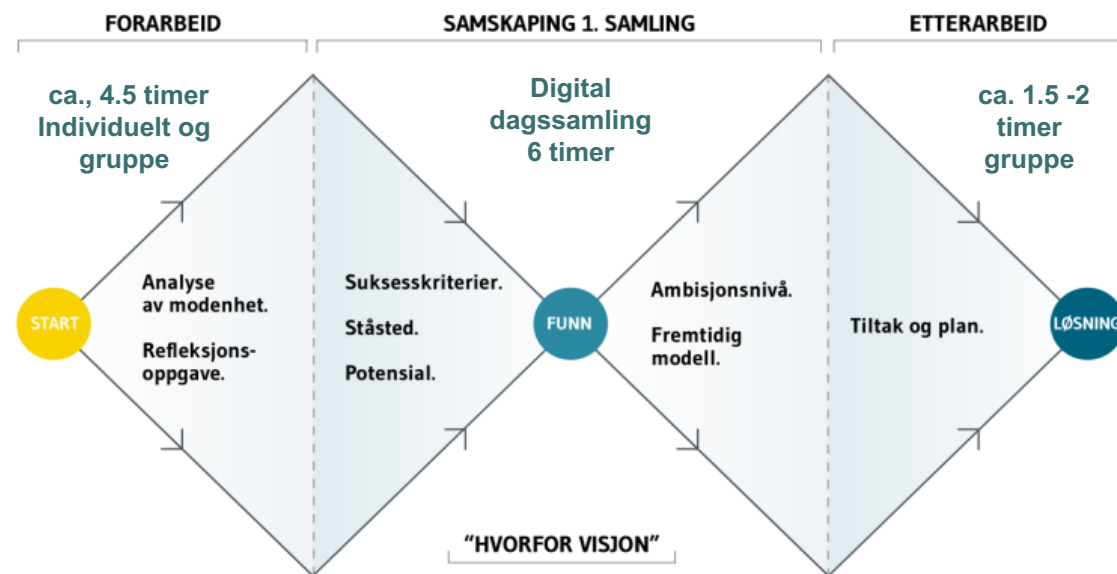 FORARBEID
SAMSKAPING 1. SAMLING
ETTERARBEID
ca., 4.5 timer
Individuelt og
gruppe
Digital
dagssamling
6 timer
ca. 1.5 -2
timer
gruppe
START
Analyse
av modenhet.
Refleksjons-
oppgave.
Suksesskriterier.
Ståsted.
Potensial.
FUNN
Ambisjonsnivå.
Fremtidig
modell.
Tiltak og plan.
LØSNING
"HVORFOR VISJON"